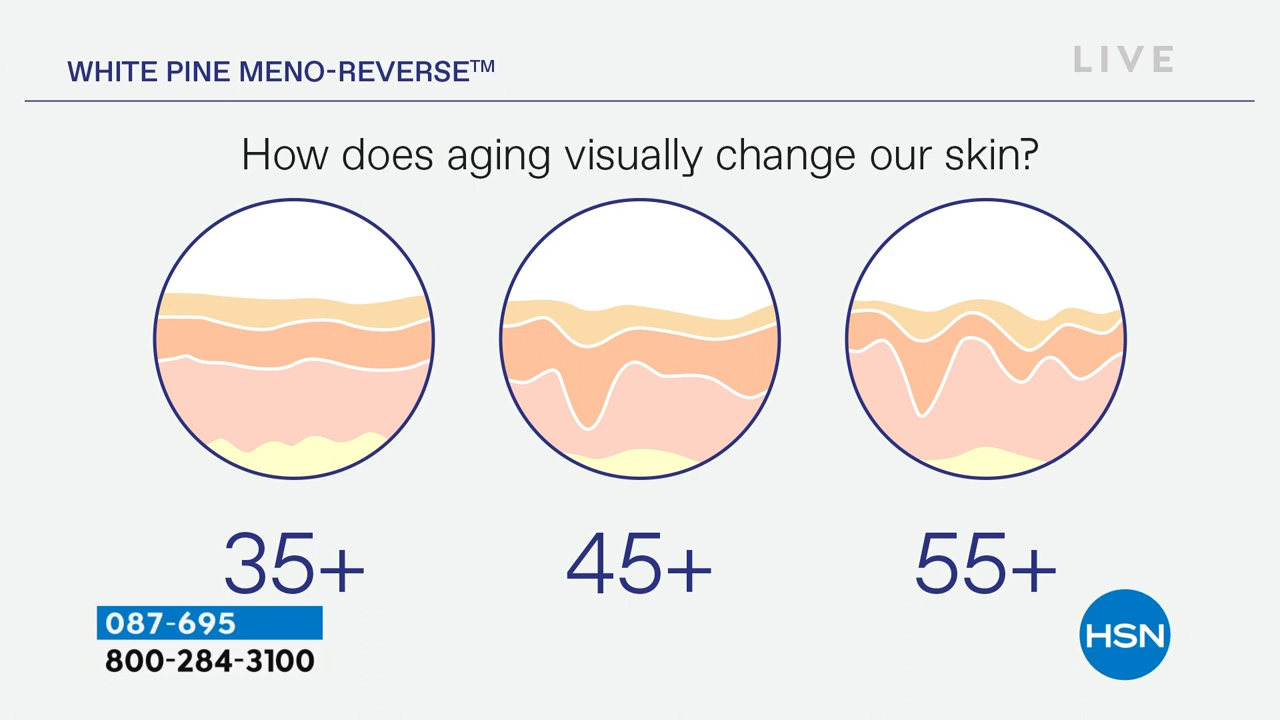 WHITE PINE MENO-REVERSE™
LIVE
How does aging visually change our skin?
35+
45+
55+
087-695
800-284-3100
HSN